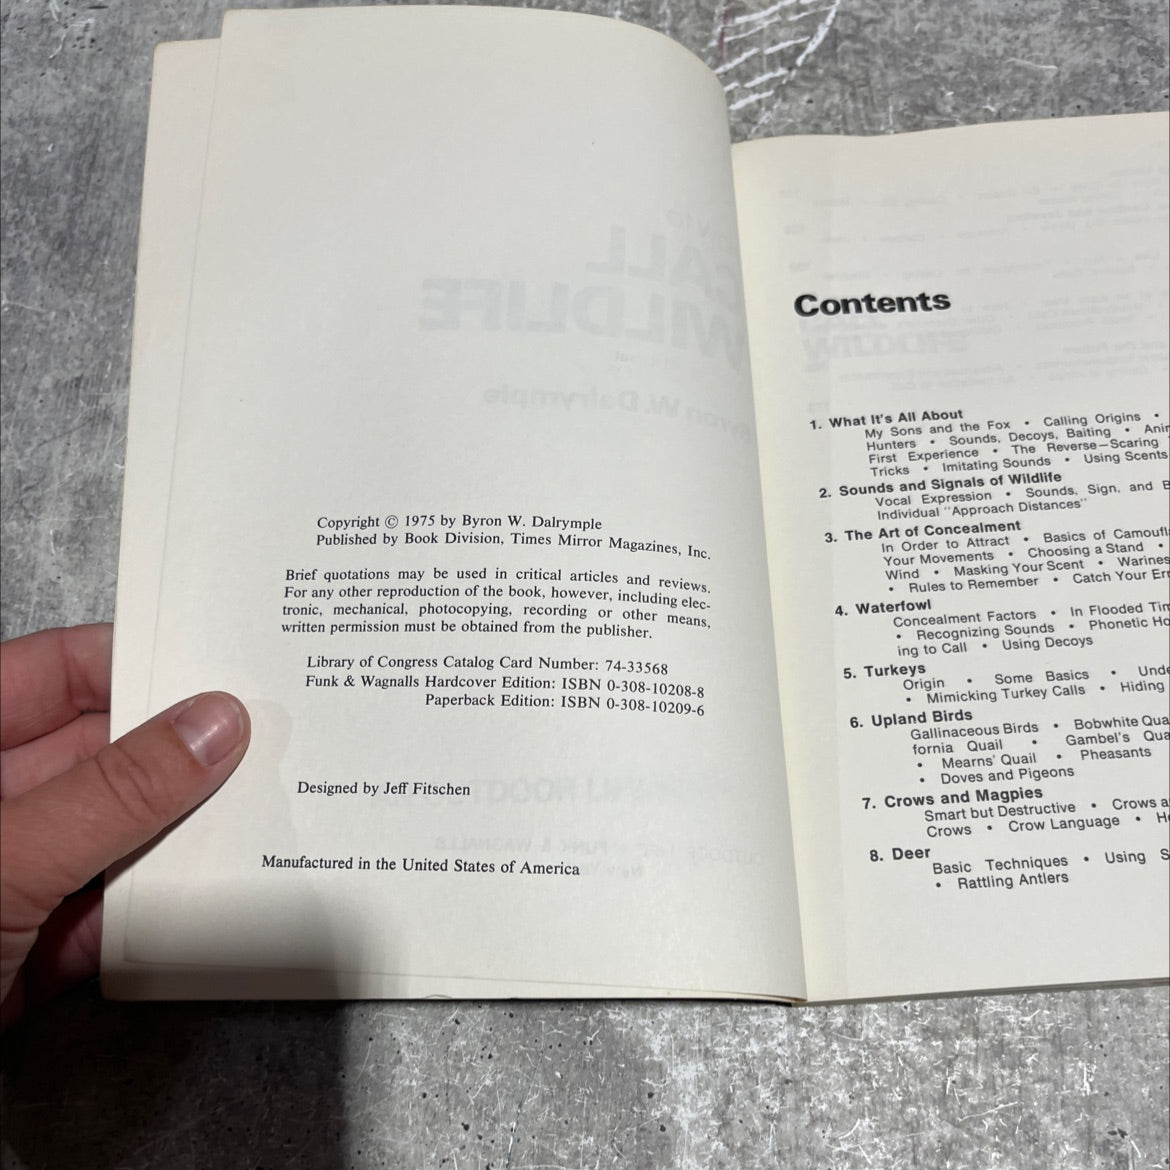 Copyright © 1975 by Byron W. Dalrymple
Published by Book Division, Times Mirror Magazines, Inc.
Brief quotations may be used in critical articles and reviews.
For any other reproduction of the book, however, including elec-
tronic, mechanical, photocopying, recording or other means,
written permission must be obtained from the publisher.
Library of Congress Catalog Card Number: 74-33568
Funk & Wagnalls Hardcover Edition: ISBN 0-308-10208-8
Paperback Edition: ISBN 0-308-10209-6
Designed by Jeff Fitschen
Manufactured in the United States of America
Contents
1. What It's All About
My Sons and the Fox • Calling Origins •
Hunters • Sounds, Decoys, Baiting • Ani
First Experience • The Reverse—Scaring
Tricks • Imitating Sounds • Using Scents
2. Sounds and Signals of Wildlife
Vocal Expression • Sounds, Sign, and B
Individual "Approach Distances"
3. The Art of Concealment
In Order to Attract • Basics of Camoufl
Your Movements • Choosing a Stand •
Wind • Masking Your Scent • Warines
• Rules to Remember • Catch Your Err
4. Waterfowl
Concealment Factors • In Flooded Tim
• Recognizing Sounds • Phonetic Ho
ing to Call • Using Decoys
5. Turkeys
Origin • Some Basics • Unde
• Mimicking Turkey Calls • Hiding
6. Upland Birds
Gallinaceous Birds • Bobwhite Qua
fornia Quail • Gambel's Qua
• Mearns' Quail • Pheasants
• Doves and Pigeons
7. Crows and Magpies
Smart but Destructive • Crows a
Crows • Crow Language • H
8. Deer
Basic Techniques • Using S
• Rattling Antlers